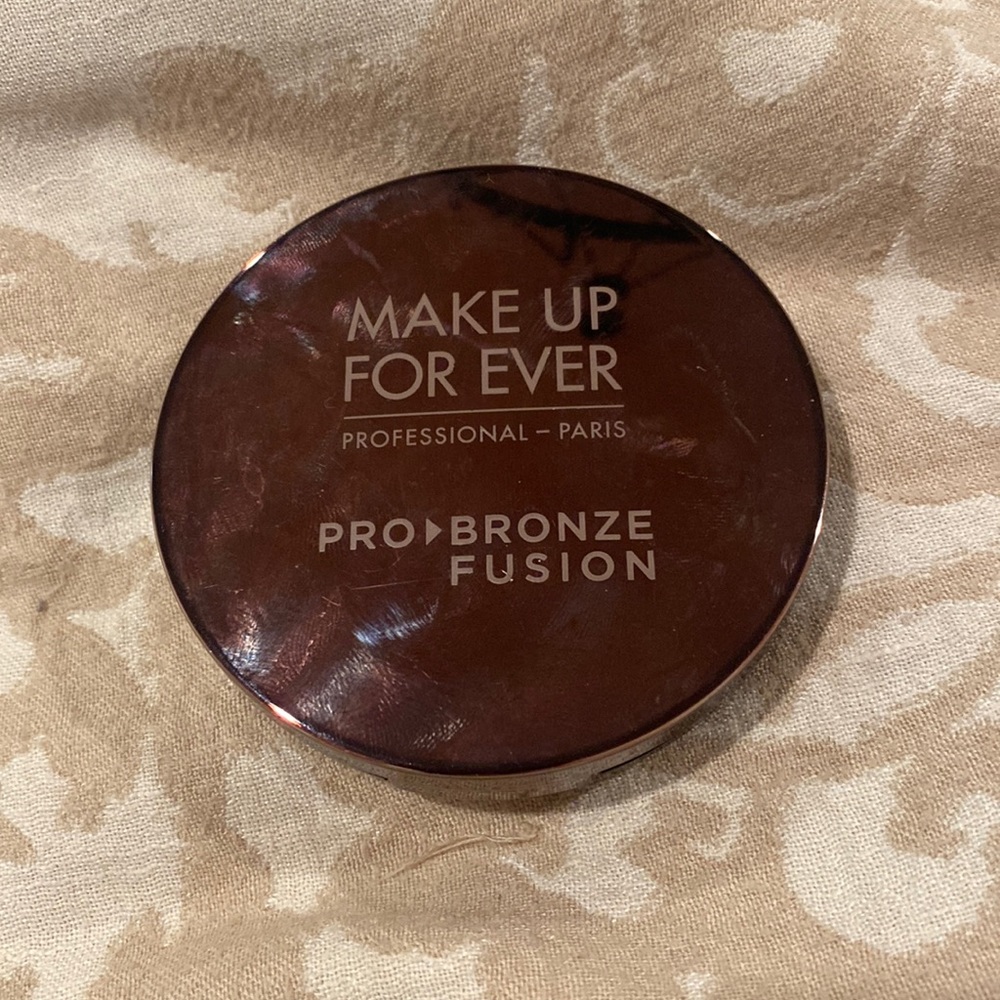 MAKE UP
FOR EVER
PROFESSIONAL – PARIS
PRO▶BRONZE
FUSION